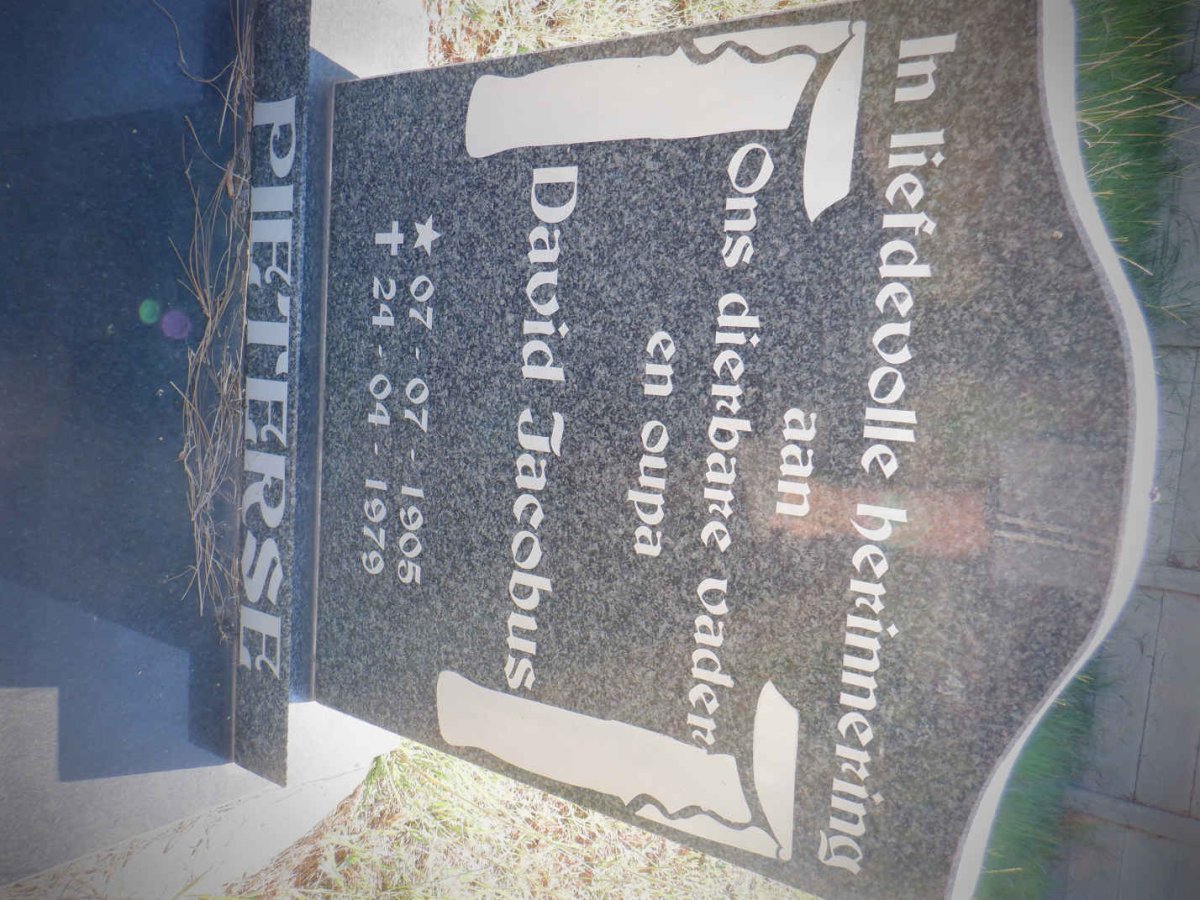 In liefdevolle herinnering
aan
Ons dierbare vader
en oupa
David Jacobus
★ 07 - 07 - 1905
✝ 24 - 04 - 1979
PIETERSE